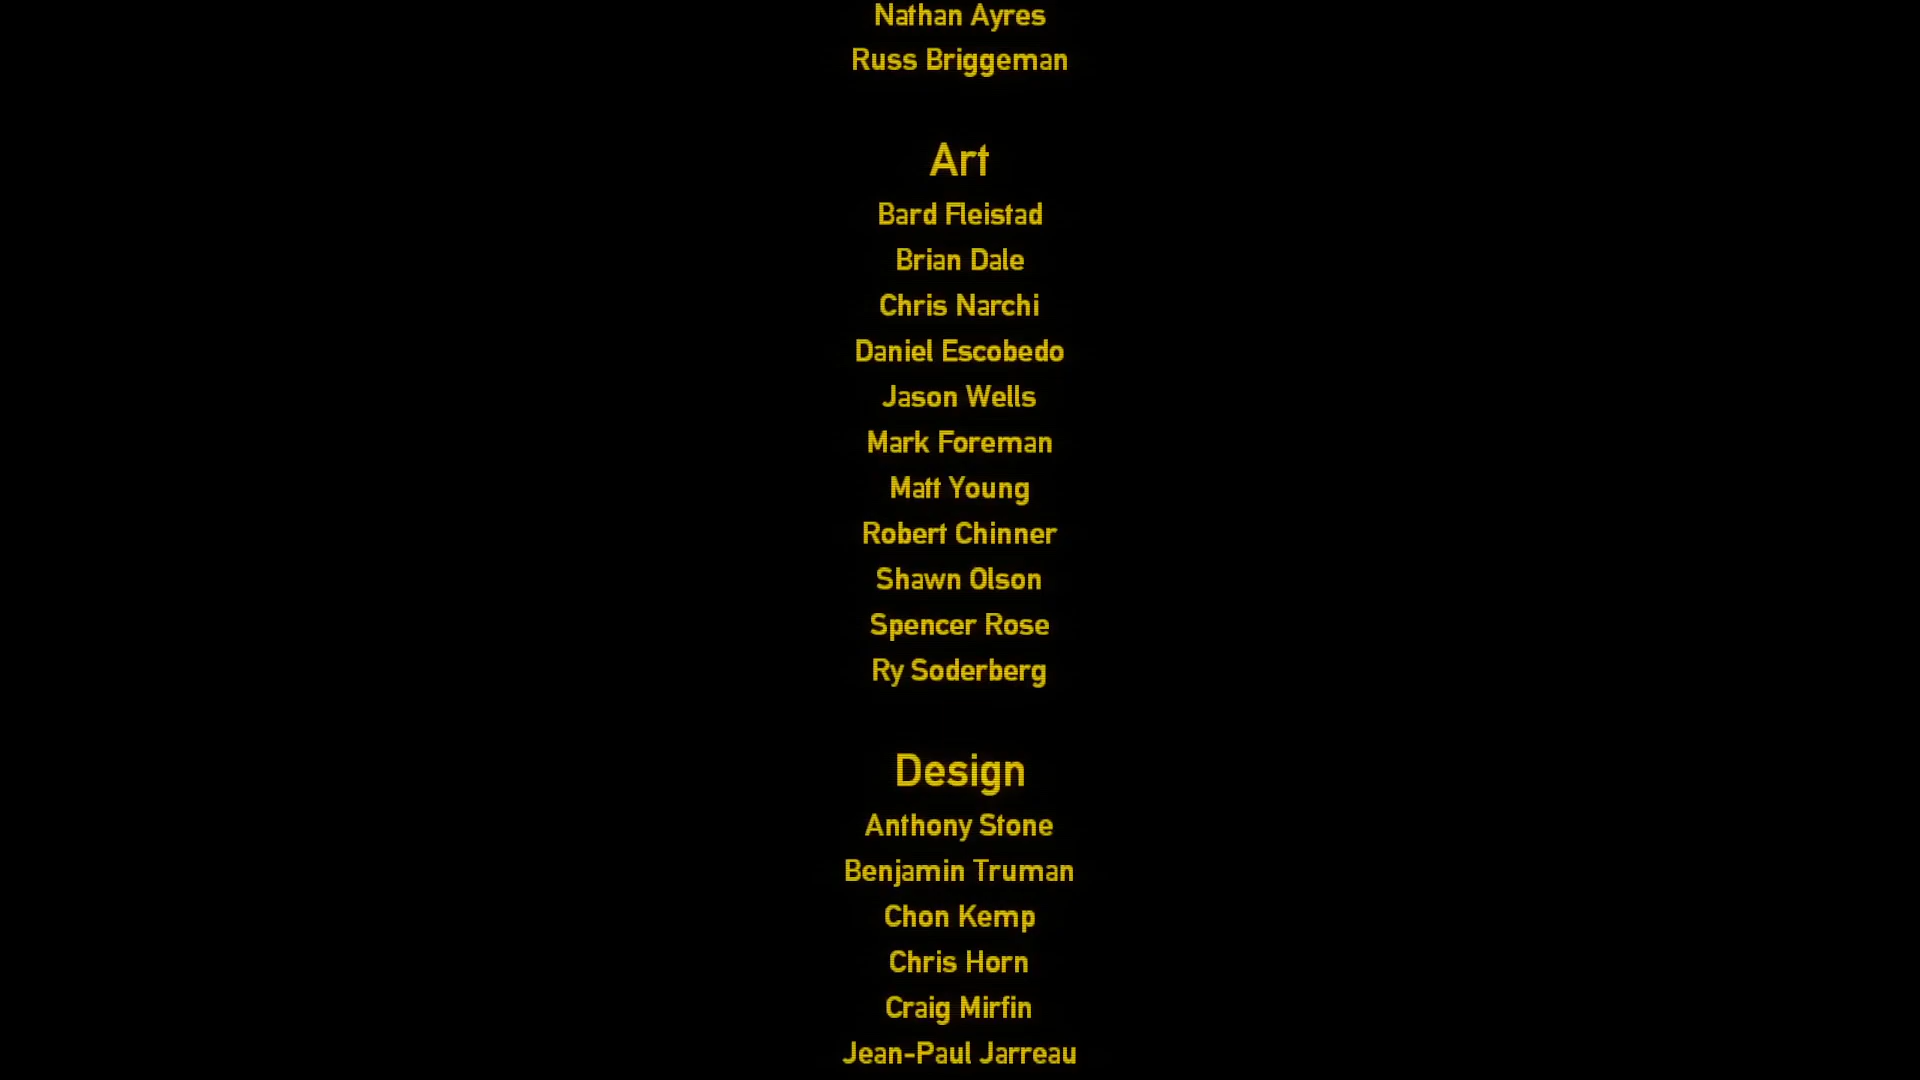 Nathan Ayres
Russ Briggeman
Art
Bard Fleistad
Brian Dale
Chris Narchi
Daniel Escobedo
Jason Wells
Mark Foreman
Matt Young
Robert Chinner
Shawn Olson
Spencer Rose
Ry Soderberg
Design
Anthony Stone
Benjamin Truman
Chon Kemp
Chris Horn
Craig Mirfin
Jean-Paul Jarreau